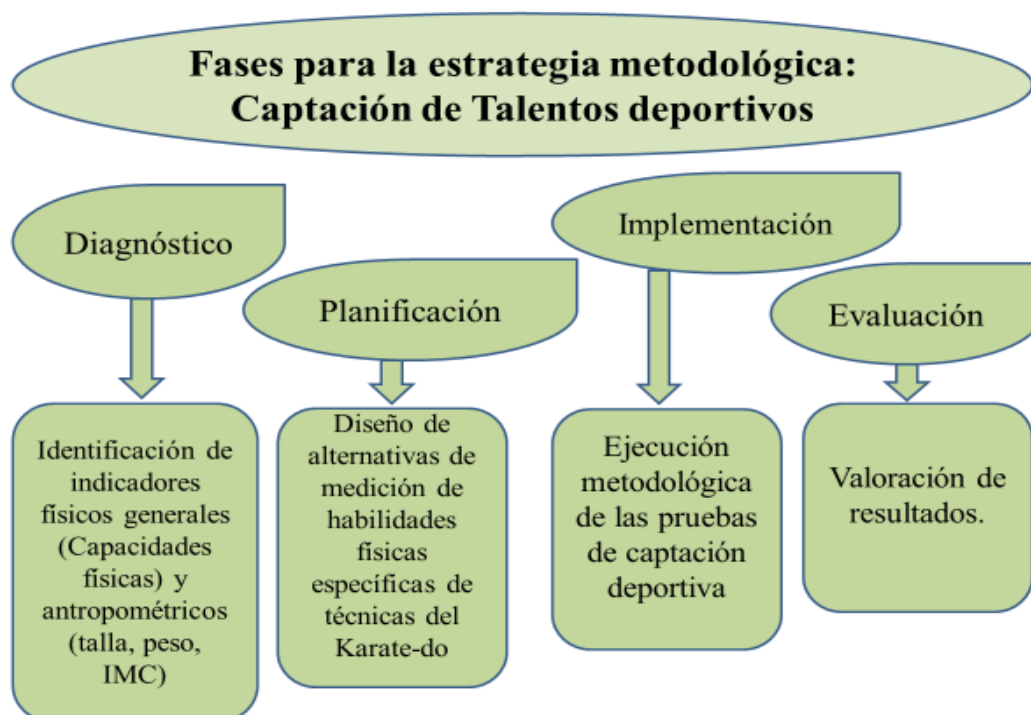 Fases para la estrategia metodológica:
Captación de Talentos deportivos
Diagnóstico
Identificación de
indicadores
físicos generales
(Capacidades
físicas) y
antropométricos
(talla, peso,
IMC)
Planificación
Diseño de
alternativas de
medición de
habilidades
físicas
específicas de
técnicas del
Karate-do
Implementación
Ejecución
metodológica
de las pruebas
de captación
deportiva
Evaluación
Valoración de
resultados.